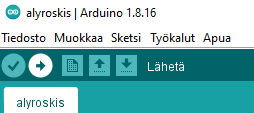 alyroskis | Arduino 1.8.16
Tiedosto Muokkaa Sketsi Työkalut Apua
Lähetä
alyroskis